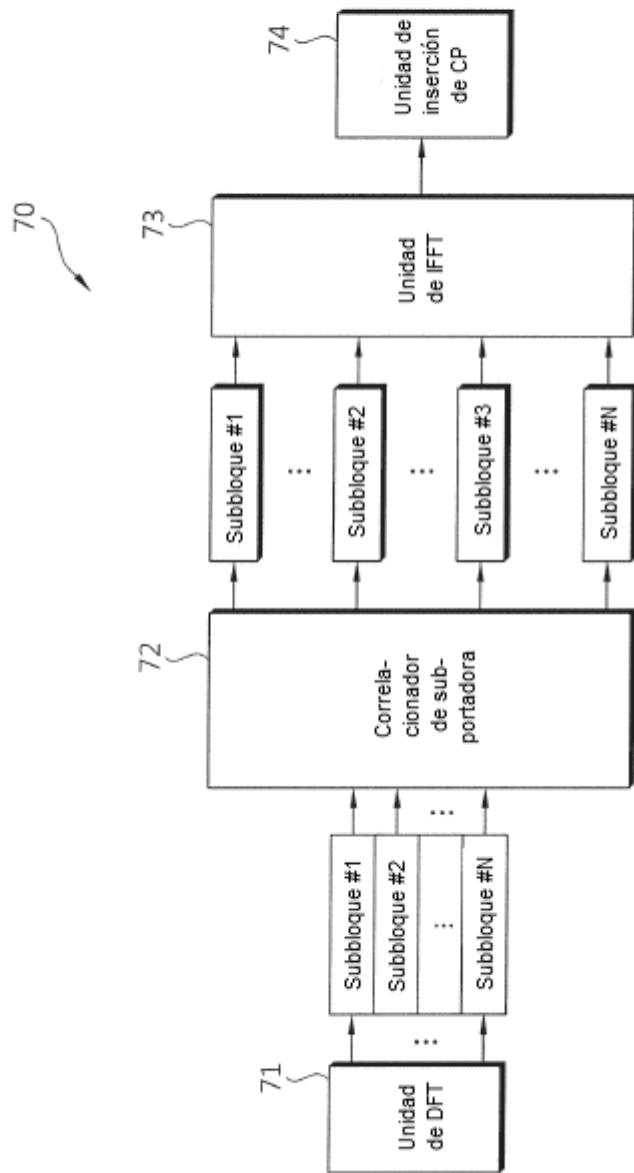 70
71
Unidad
de DFT
Subbloque #1
Subbloque #2
⋮
Subbloque #N
...
...
72
Correla-
cionador
de sub-
portadora
Subbloque #1
...
Subbloque #2
...
Subbloque #3
...
Subbloque #N
73
Unidad
de IFFT
74
Unidad de
inserción
de CP